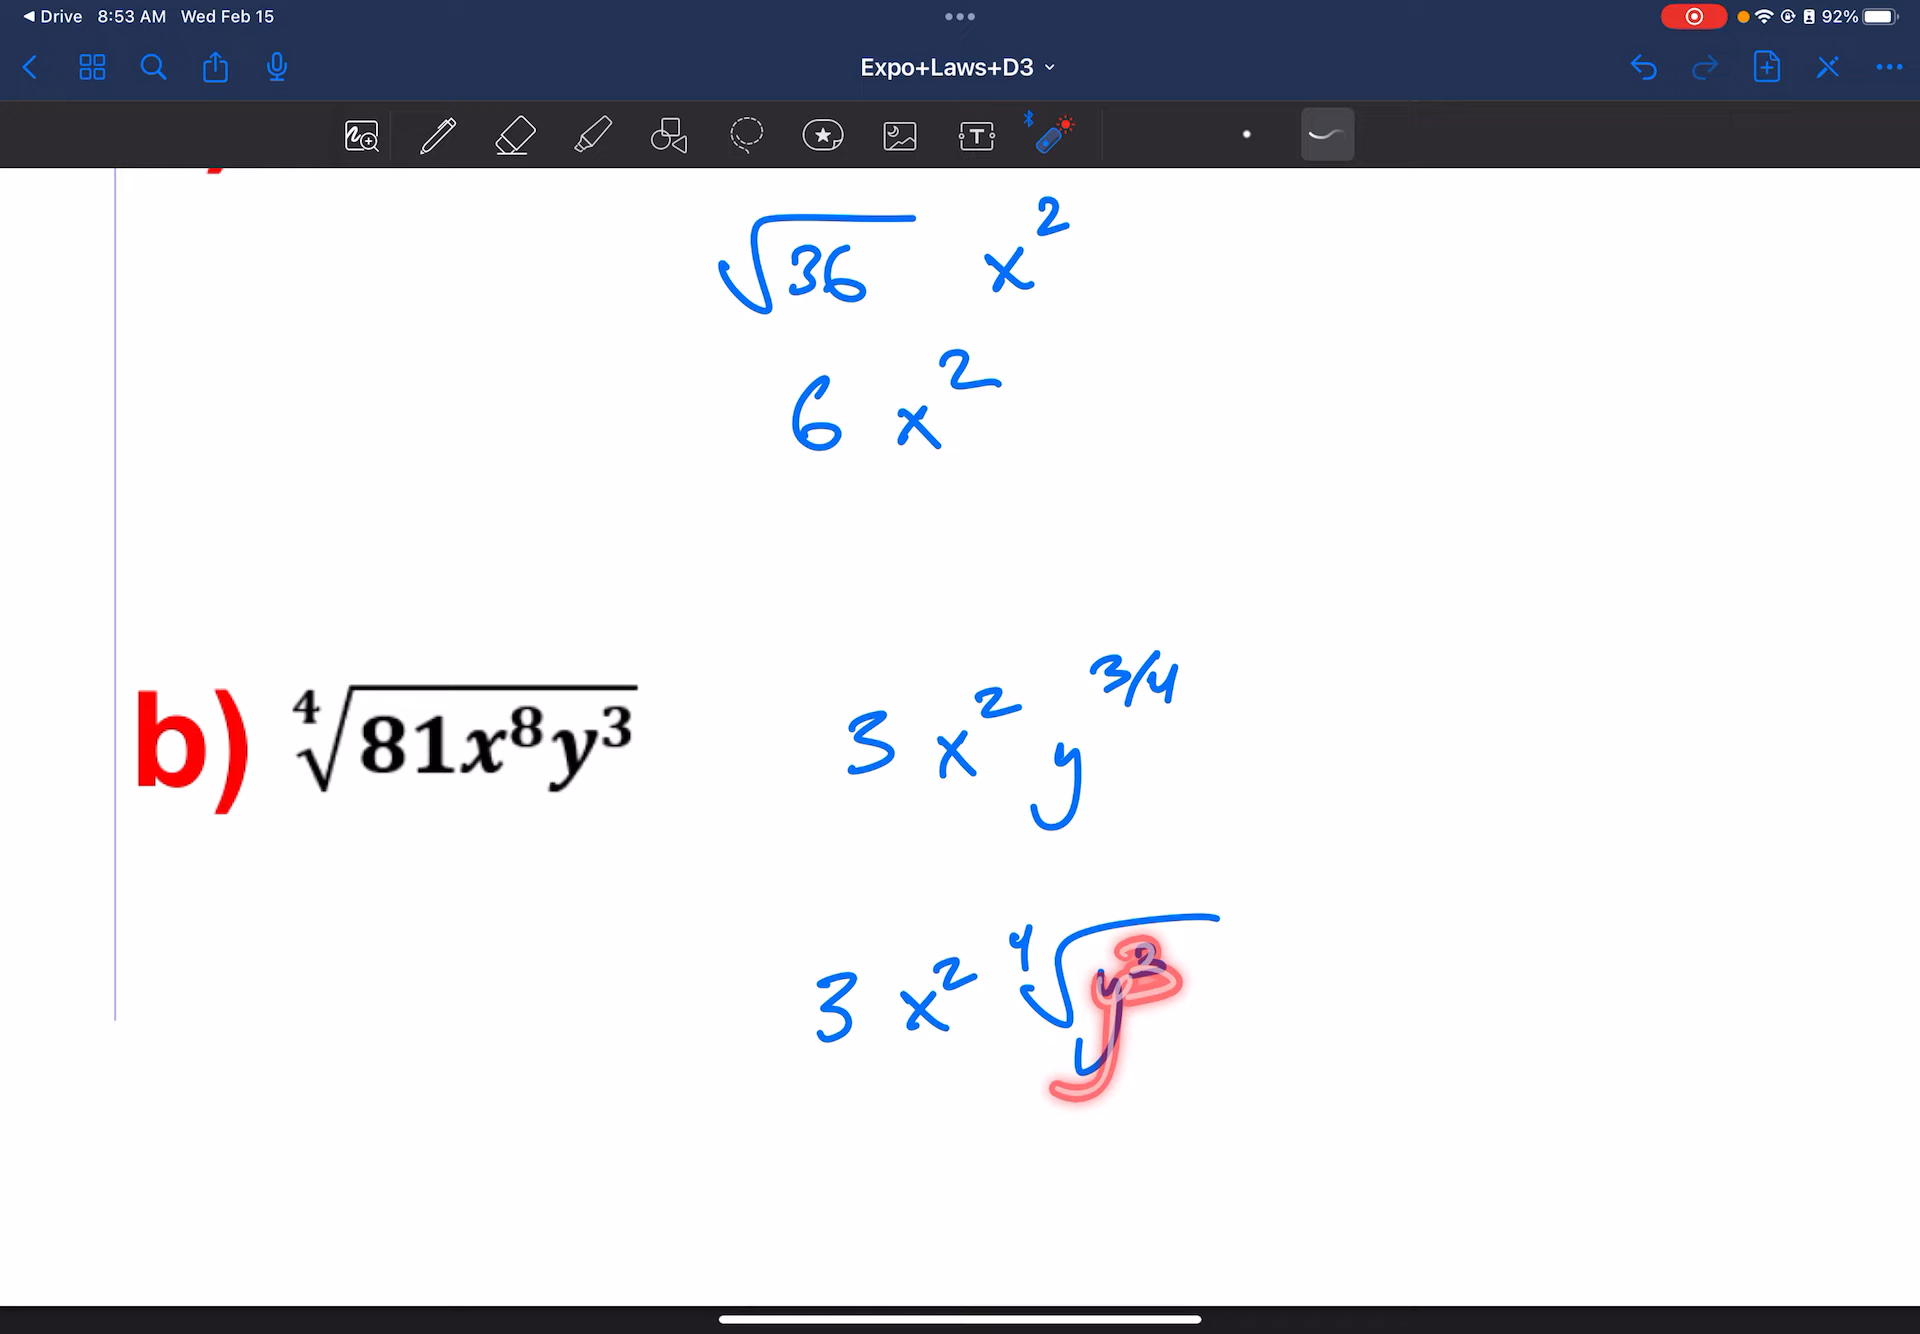 ◀ Drive 8:53 AM Wed Feb 15 92%
Expo+Laws+D3
√36 x²
6 x²
b) ⁴√81x⁸y³ 3 x² y^3/4
3 x² ⁴√y³